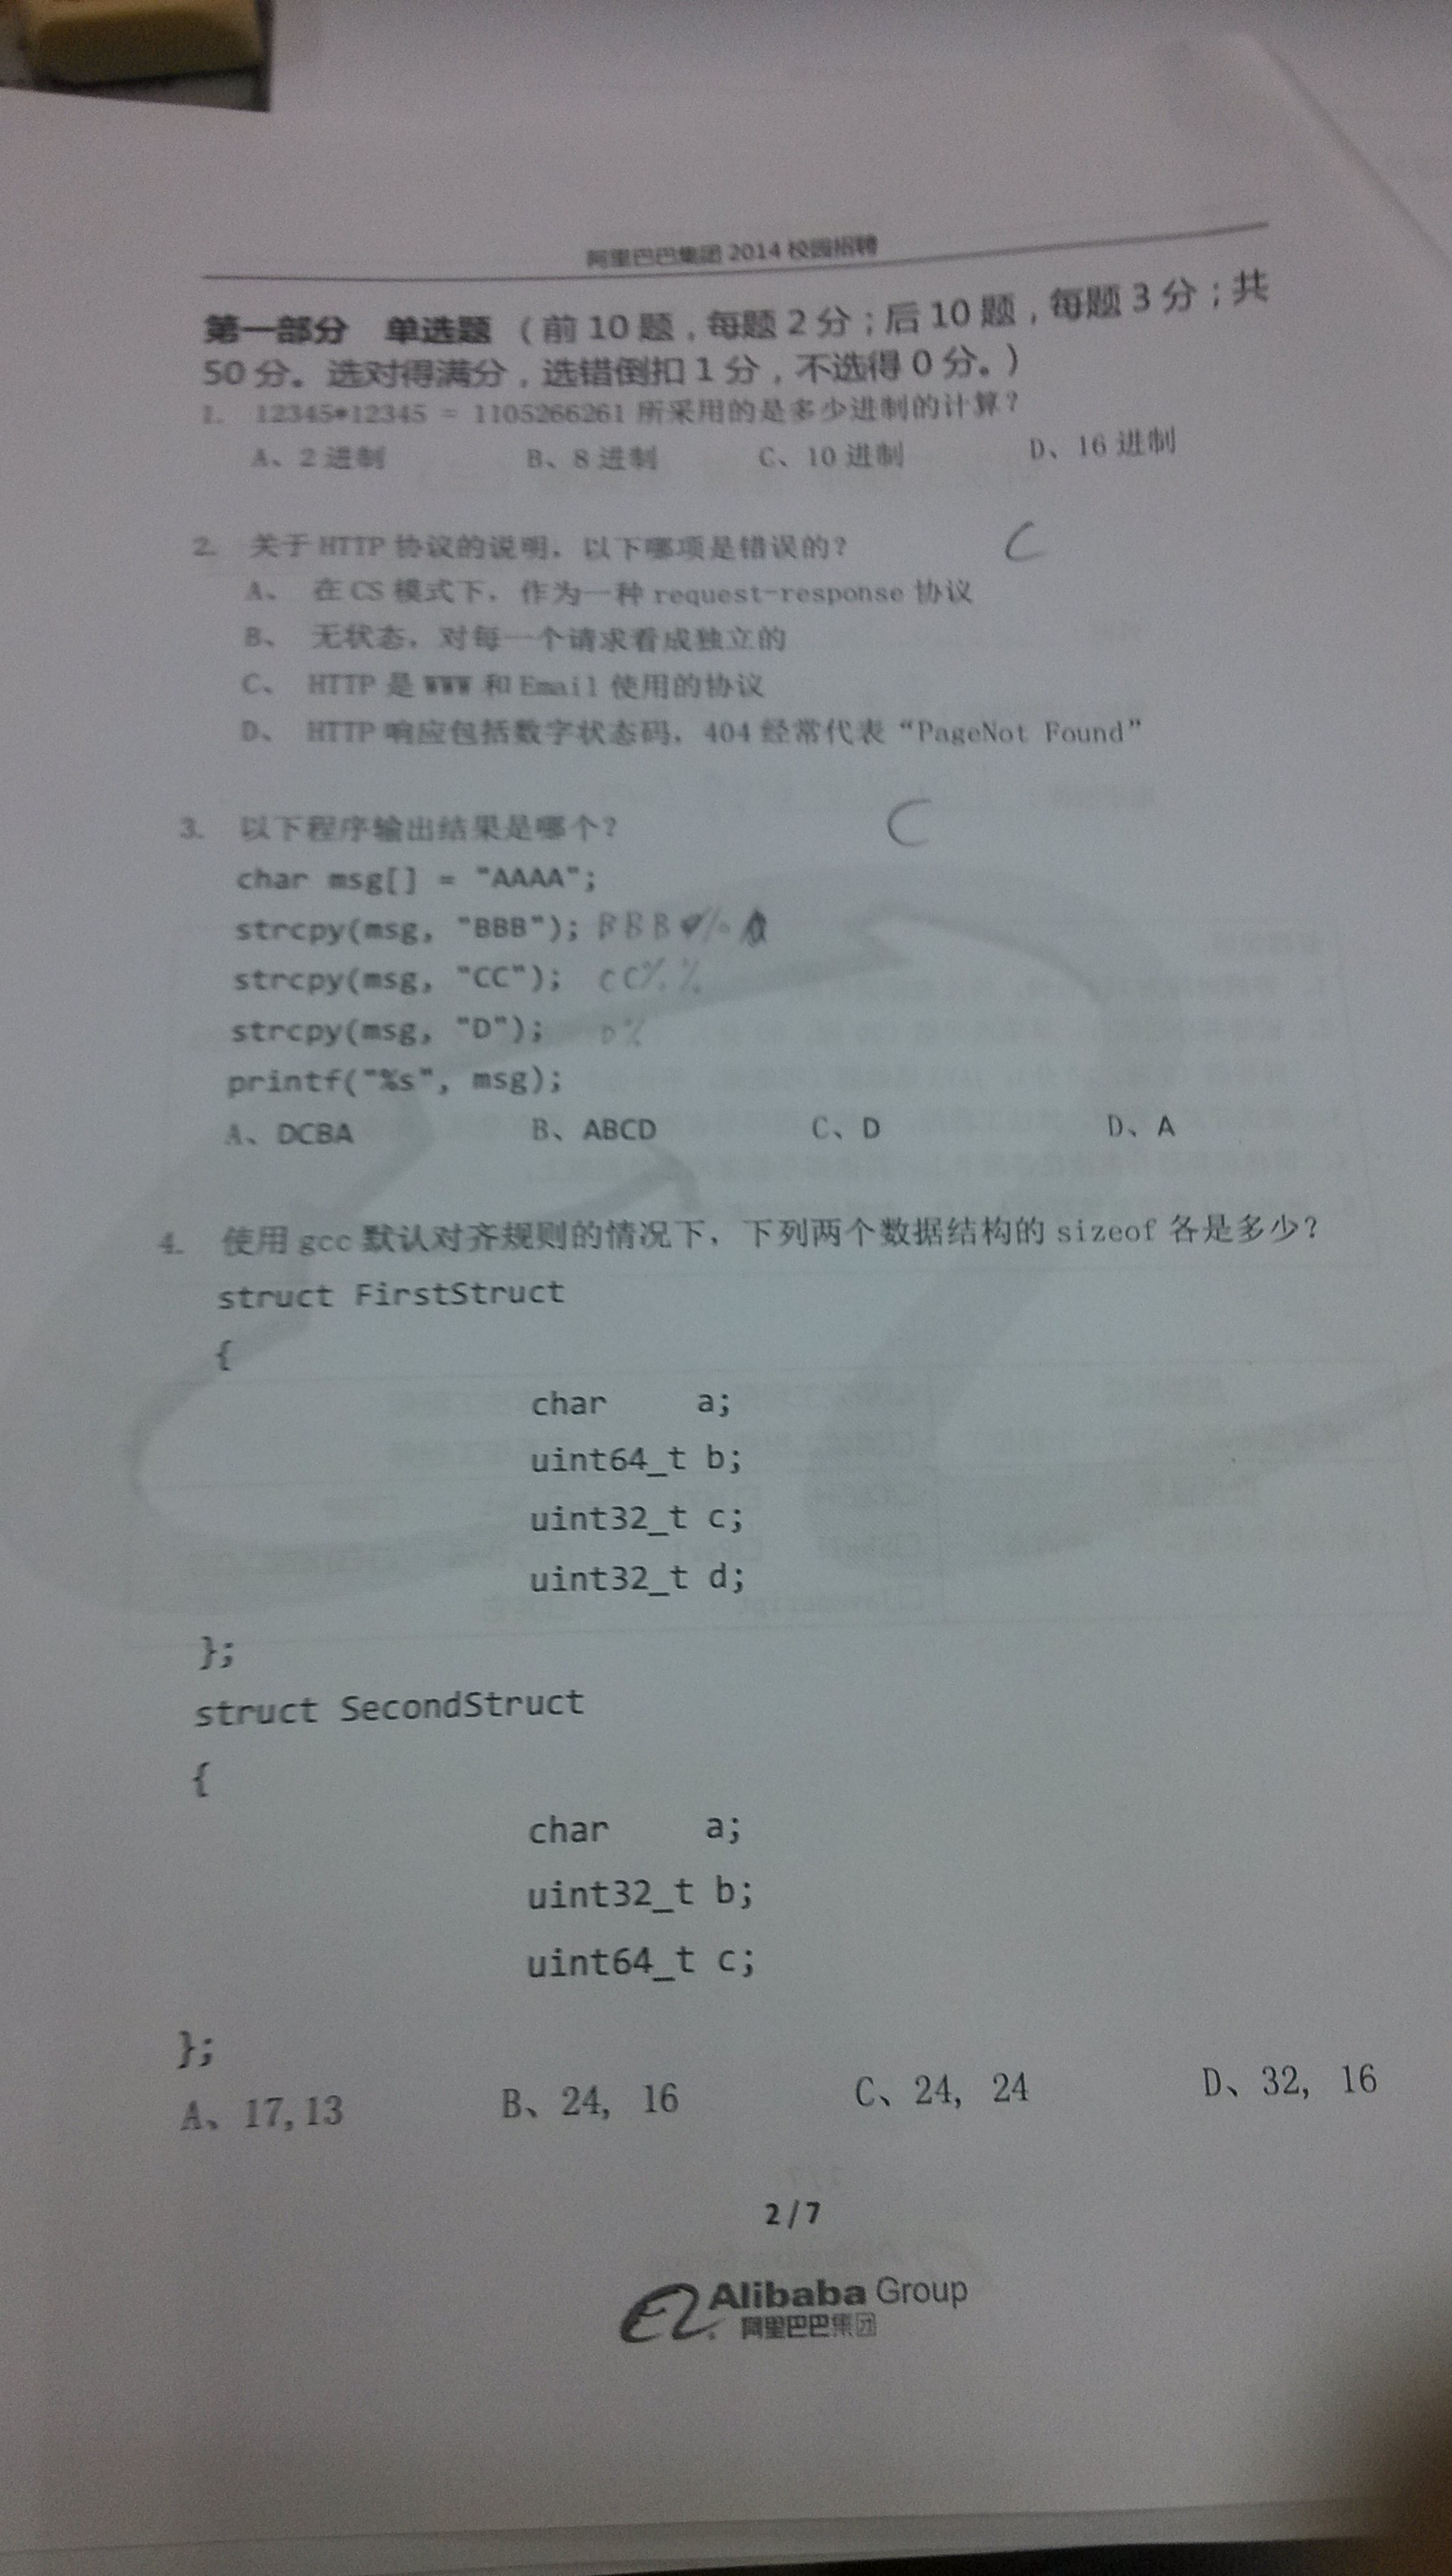 阿里巴巴集团 2014 校园招聘
第一部分 单选题（前 10 题，每题 2 分；后 10 题，每题 3 分；共
50 分。选对得满分，选错倒扣 1 分，不选得 0 分。）
1. 12345*12345 = 1105266261 所采用的是多少进制的计算？
A、2 进制 B、8 进制 C、10 进制 D、16 进制
2. 关于 HTTP 协议的说明，以下哪项是错误的？ C
A、 在 CS 模式下，作为一种 request-response 协议
B、 无状态，对每一个请求看成独立的
C、 HTTP 是 WWW 和 Email 使用的协议
D、 HTTP 响应包括数字状态码，404 经常代表“PageNot Found”
3. 以下程序输出结果是哪个？ C
char msg[] = "AAAA";
strcpy(msg, "BBB"); BBB
strcpy(msg, "CC"); CC
strcpy(msg, "D"); D
printf("%s", msg);
A、DCBA B、ABCD C、D D、A
4. 使用 gcc 默认对齐规则的情况下，下列两个数据结构的 sizeof 各是多少？
struct FirstStruct
{
char a;
uint64_t b;
uint32_t c;
uint32_t d;
};
struct SecondStruct
{
char a;
uint32_t b;
uint64_t c;
};
A、17,13 B、24, 16 C、24, 24 D、32, 16
2/7
Alibaba Group
阿里巴巴集团